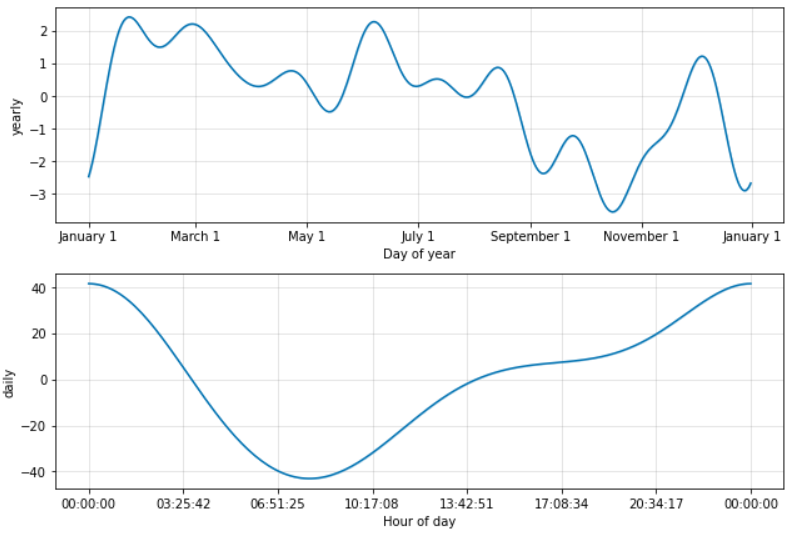 yearly
2
1
0
−1
−2
−3
January 1 March 1 May 1 July 1 September 1 November 1 January 1
Day of year
daily
40
20
0
−20
−40
00:00:00 03:25:42 06:51:25 10:17:08 13:42:51 17:08:34 20:34:17 00:00:00
Hour of day